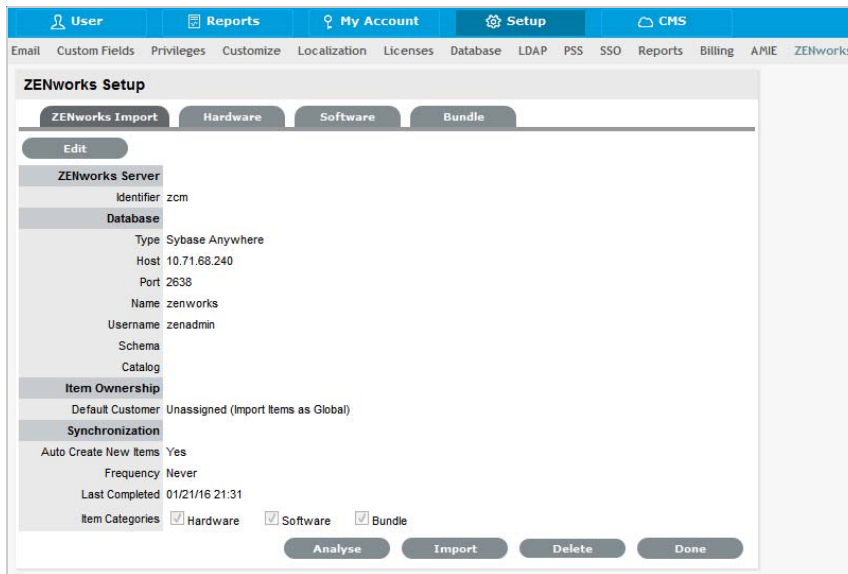 User Reports My Account Setup CMS
Email Custom Fields Privileges Customize Localization Licenses Database LDAP PSS SSO Reports Billing AMIE ZENworks
ZENworks Setup
ZENworks Import Hardware Software Bundle
Edit
ZENworks Server
Identifier zcm
Database
Type Sybase Anywhere
Host 10.71.68.240
Port 2638
Name zenworks
Username zenadmin
Schema
Catalog
Item Ownership
Default Customer Unassigned (Import Items as Global)
Synchronization
Auto Create New Items Yes
Frequency Never
Last Completed 01/21/16 21:31
Item Categories Hardware Software Bundle
Analyse Import Delete Done